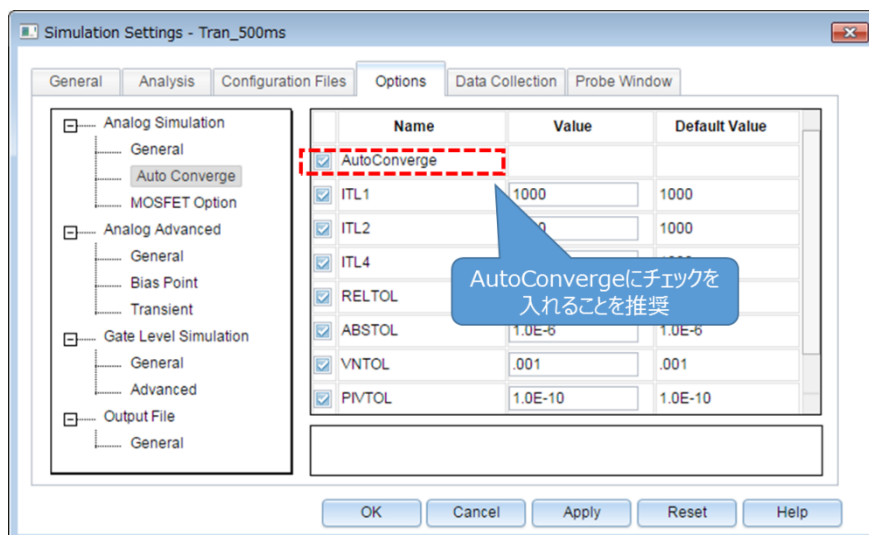 Simulation Settings - Tran_500ms
General Analysis Configuration Files Options Data Collection Probe Window
Analog Simulation
General
Auto Converge
MOSFET Option
Analog Advanced
General
Bias Point
Transient
Gate Level Simulation
General
Advanced
Output File
General
Name Value Default Value
AutoConverge
ITL1 1000 1000
ITL2 1000
ITL4
RELTOL
ABSTOL 1.0E-6 1.0E-6
VNTOL .001 .001
PIVTOL 1.0E-10 1.0E-10
AutoConvergeにチェックを
入れることを推奨
OK Cancel Apply Reset Help